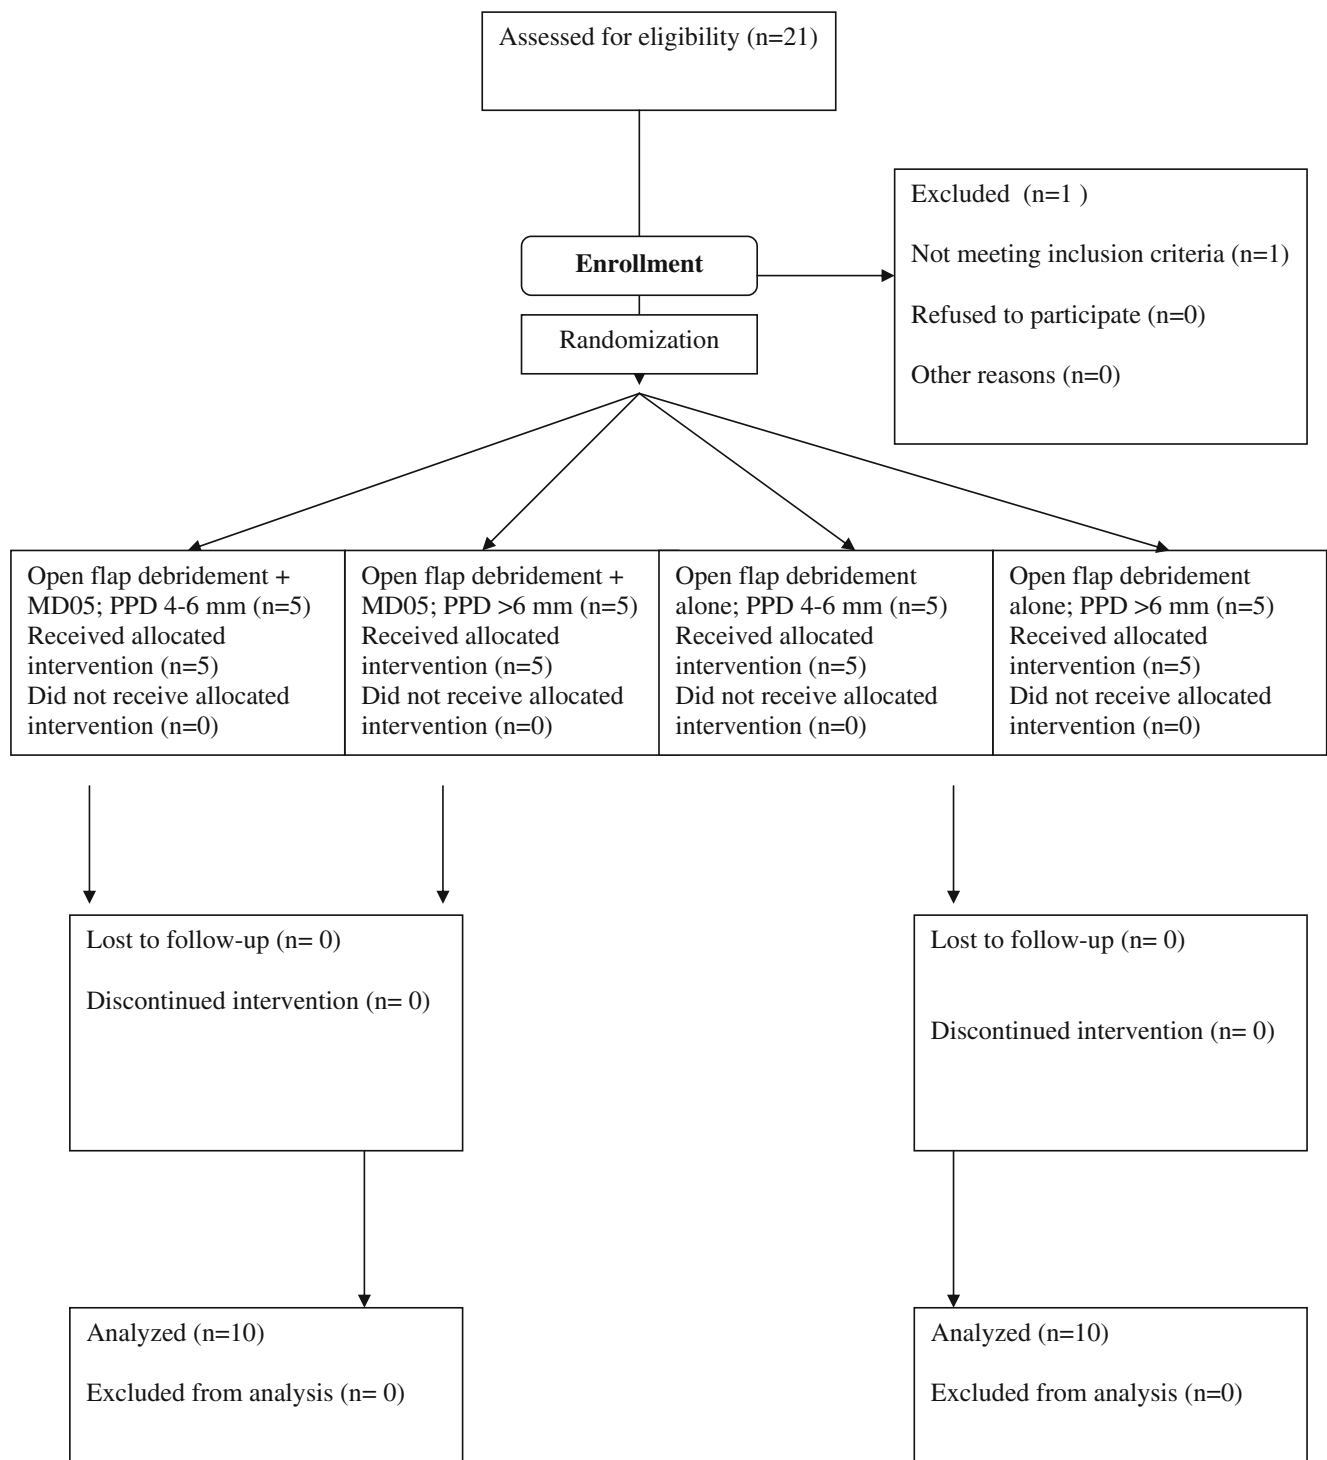 Assessed for eligibility (n=21)
Excluded  (n=1 )
Not meeting inclusion criteria (n=1)
Refused to participate (n=0)
Other reasons (n=0)
Enrollment
Randomization
Open flap debridement +
MD05; PPD 4-6 mm (n=5)
Received allocated
intervention (n=5)
Did not receive allocated
intervention (n=0)
Open flap debridement +
MD05; PPD >6 mm (n=5)
Received allocated
intervention (n=5)
Did not receive allocated
intervention (n=0)
Open flap debridement
alone; PPD 4-6 mm (n=5)
Received allocated
intervention (n=5)
Did not receive allocated
intervention (n=0)
Open flap debridement
alone; PPD >6 mm (n=5)
Received allocated
intervention (n=5)
Did not receive allocated
intervention (n=0)
Lost to follow-up (n= 0)
Discontinued intervention (n= 0)
Lost to follow-up (n= 0)
Discontinued intervention (n= 0)
Analyzed (n=10)
Excluded from analysis (n= 0)
Analyzed (n=10)
Excluded from analysis (n=0)